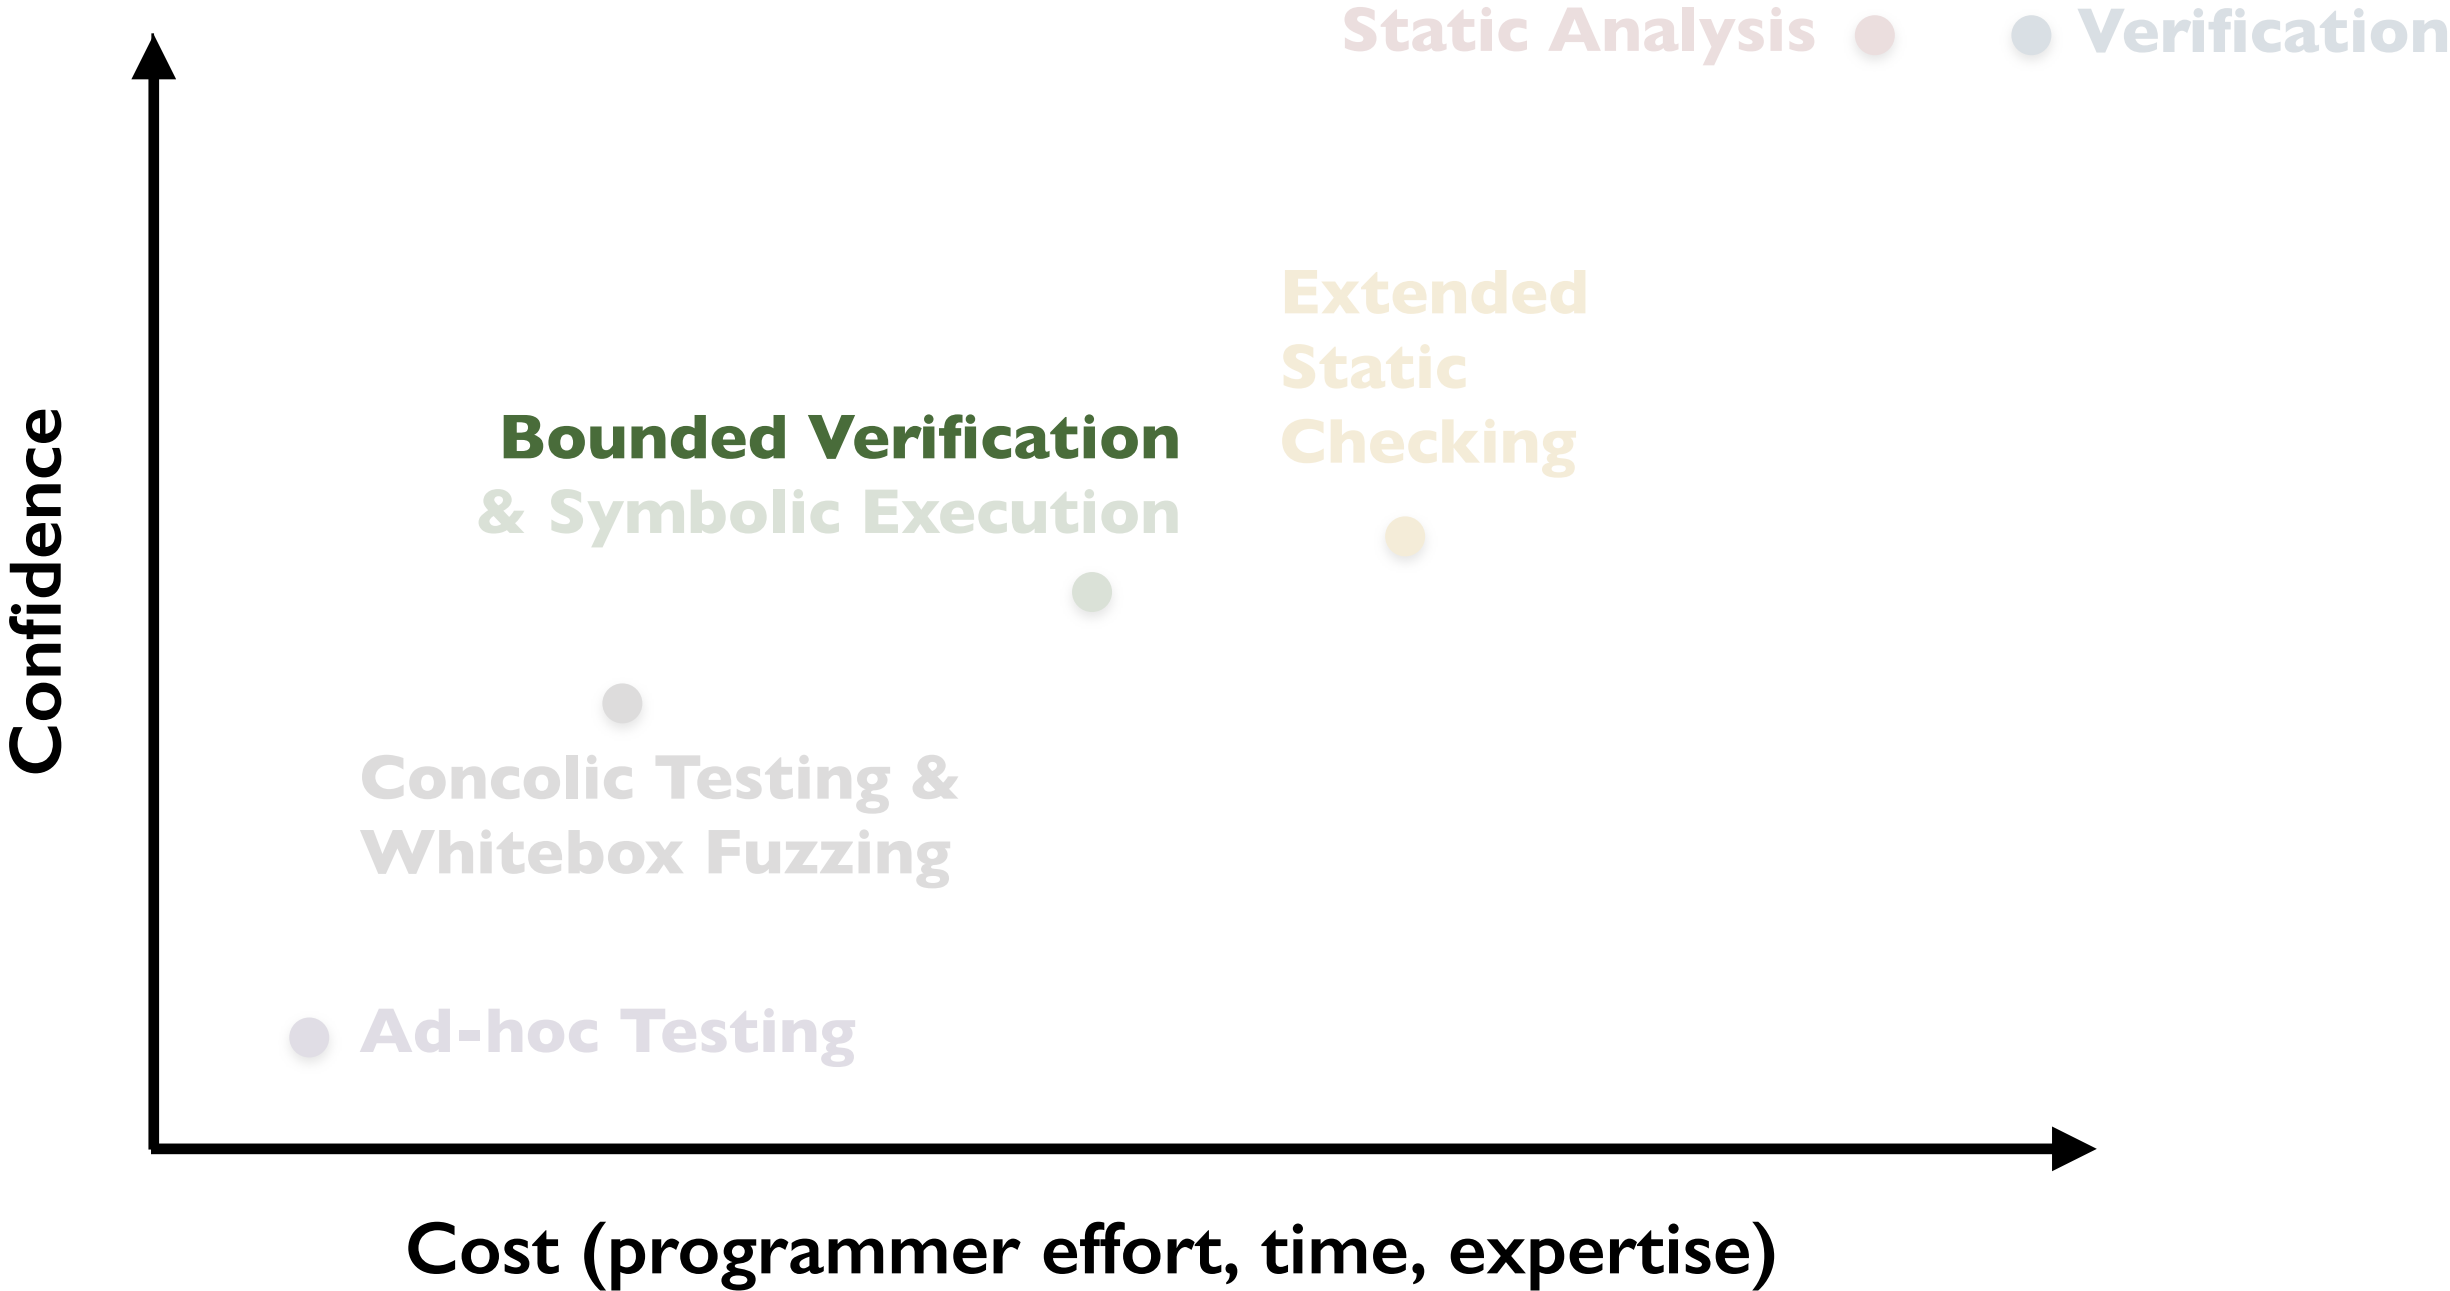 Static Analysis
Verification
Extended
Static
Checking
Bounded Verification
& Symbolic Execution
Concolic Testing &
Whitebox Fuzzing
Ad-hoc Testing
Confidence
Cost (programmer effort, time, expertise)